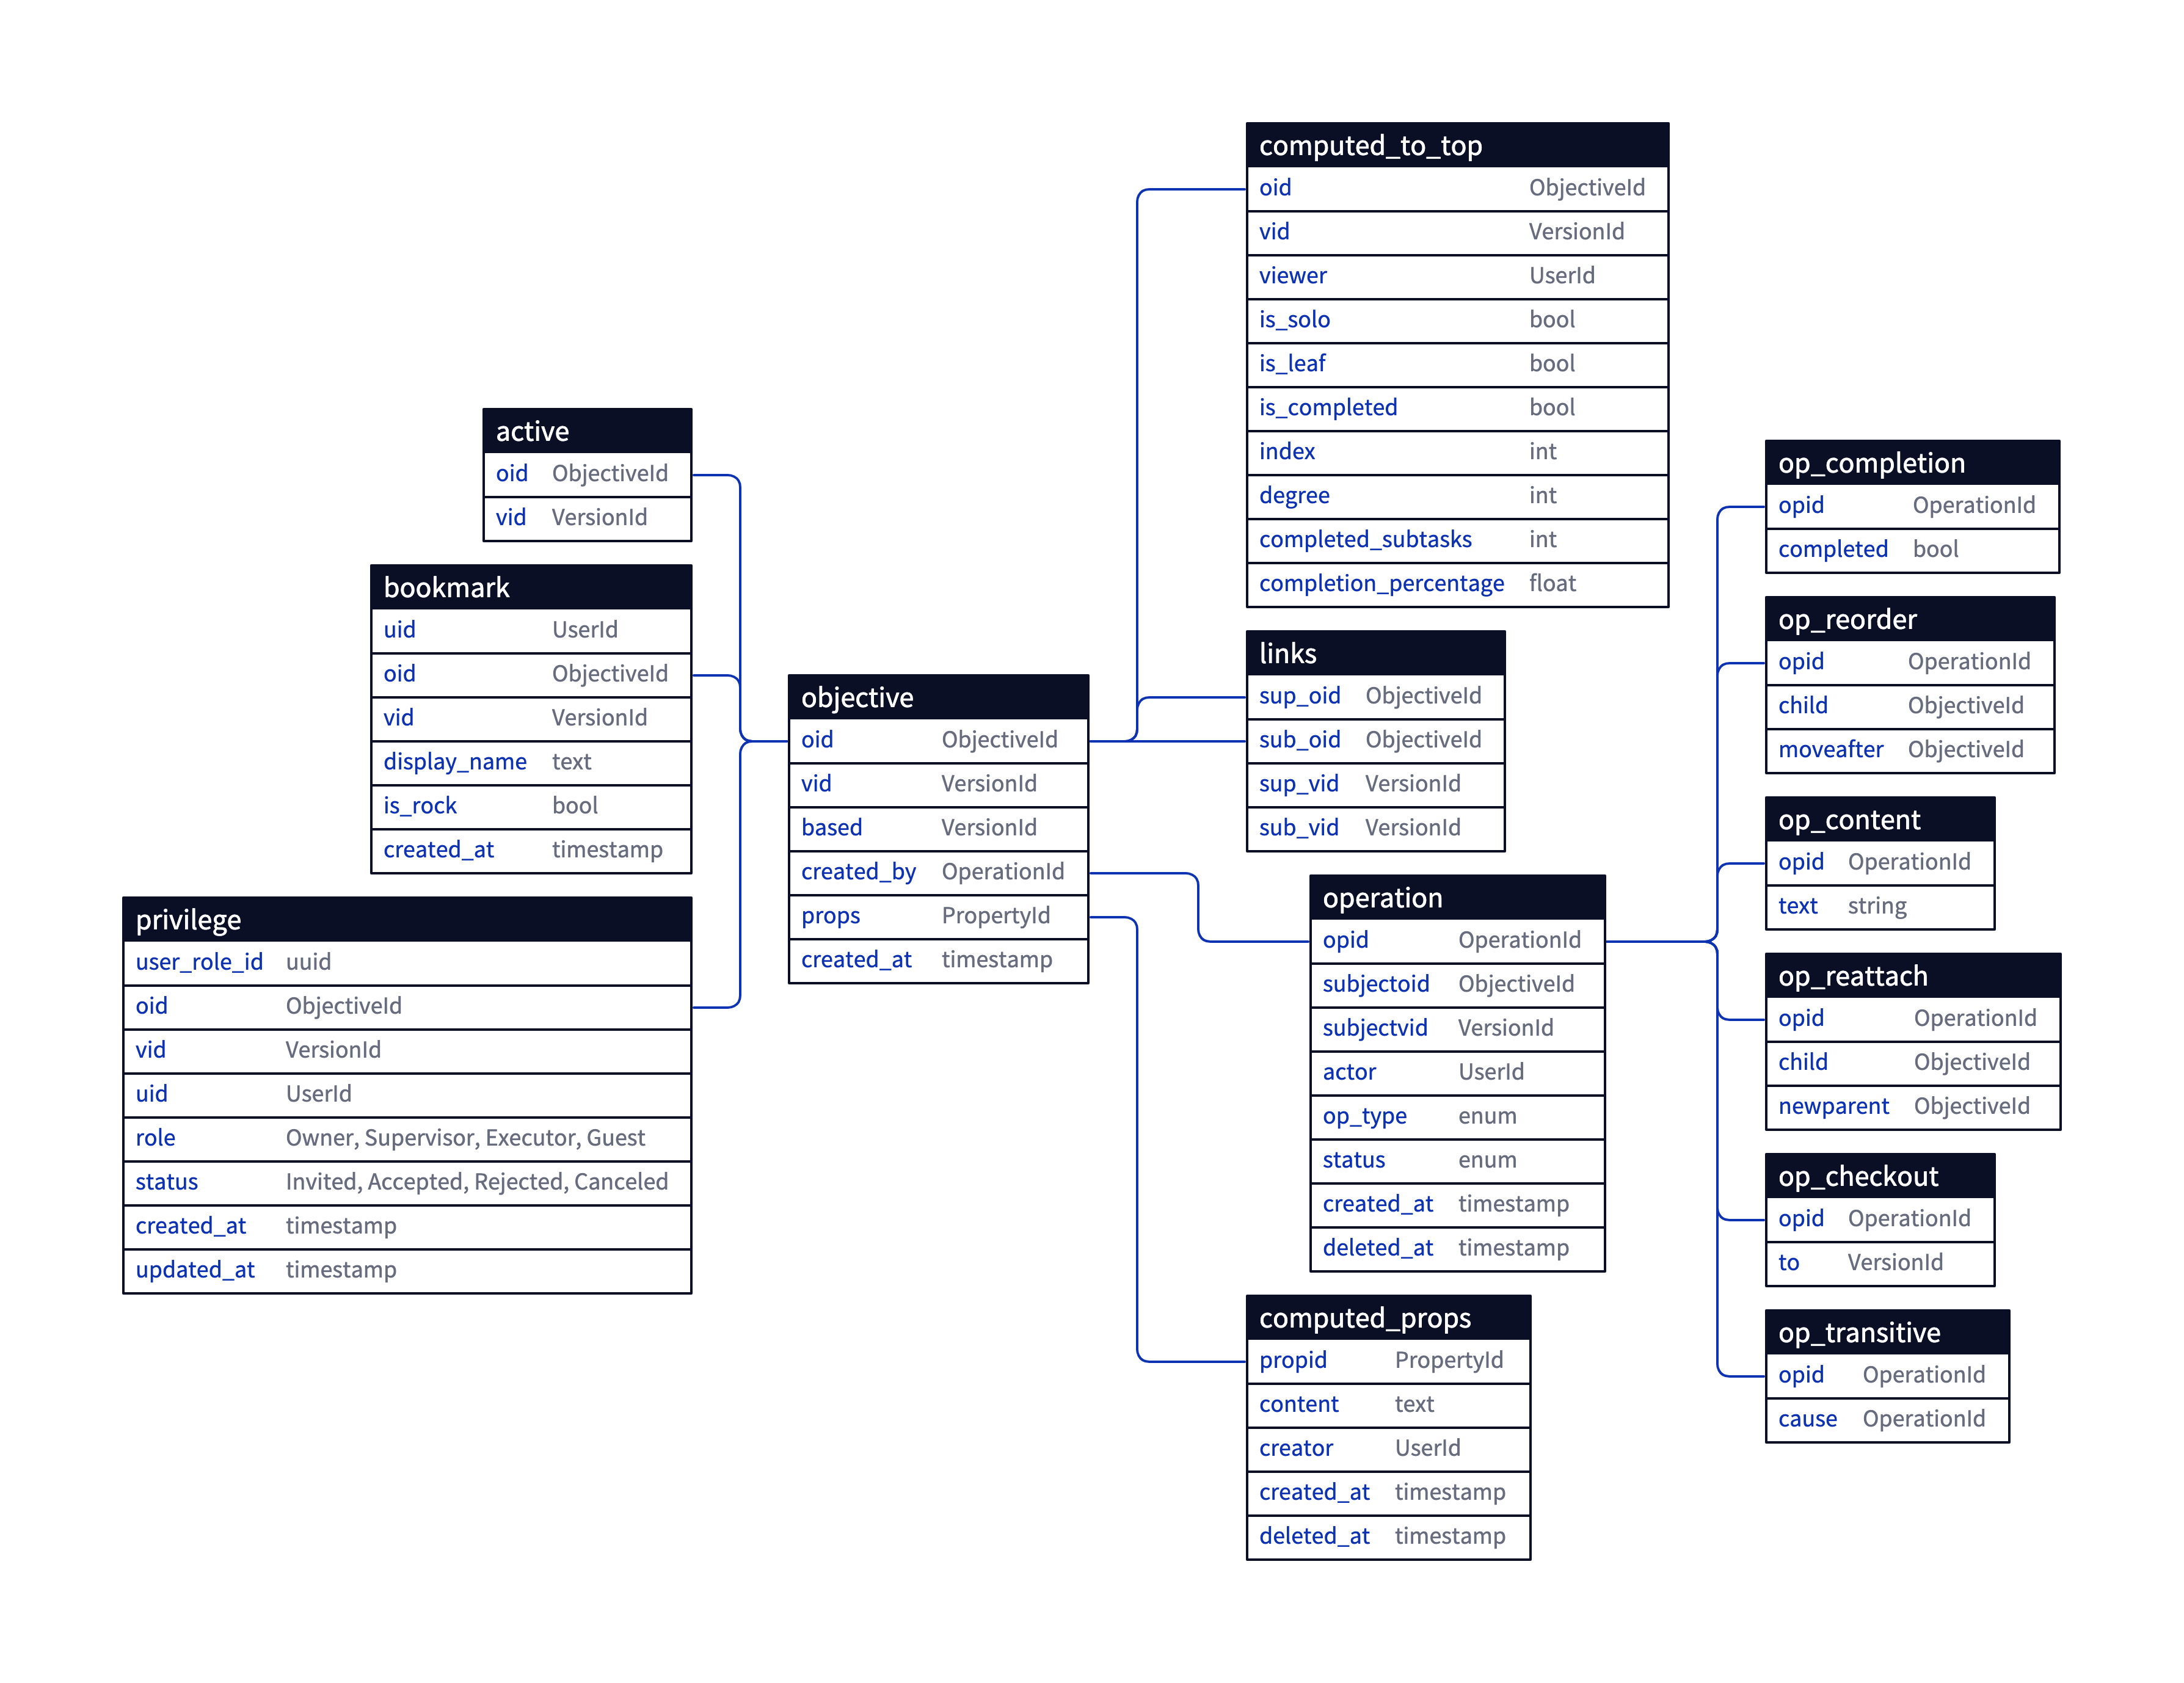 active
oid ObjectiveId
vid VersionId
bookmark
uid UserId
oid ObjectiveId
vid VersionId
display_name text
is_rock bool
created_at timestamp
privilege
user_role_id uuid
oid ObjectiveId
vid VersionId
uid UserId
role Owner, Supervisor, Executor, Guest
status Invited, Accepted, Rejected, Canceled
created_at timestamp
updated_at timestamp
objective
oid ObjectiveId
vid VersionId
based VersionId
created_by OperationId
props PropertyId
created_at timestamp
computed_to_top
oid ObjectiveId
vid VersionId
viewer UserId
is_solo bool
is_leaf bool
is_completed bool
index int
degree int
completed_subtasks int
completion_percentage float
links
sup_oid ObjectiveId
sub_oid ObjectiveId
sup_vid VersionId
sub_vid VersionId
operation
opid OperationId
subjectoid ObjectiveId
subjectvid VersionId
actor UserId
op_type enum
status enum
created_at timestamp
deleted_at timestamp
computed_props
propid PropertyId
content text
creator UserId
created_at timestamp
deleted_at timestamp
op_completion
opid OperationId
completed bool
op_reorder
opid OperationId
child ObjectiveId
moveafter ObjectiveId
op_content
opid OperationId
text string
op_reattach
opid OperationId
child ObjectiveId
newparent ObjectiveId
op_checkout
opid OperationId
to VersionId
op_transitive
opid OperationId
cause OperationId